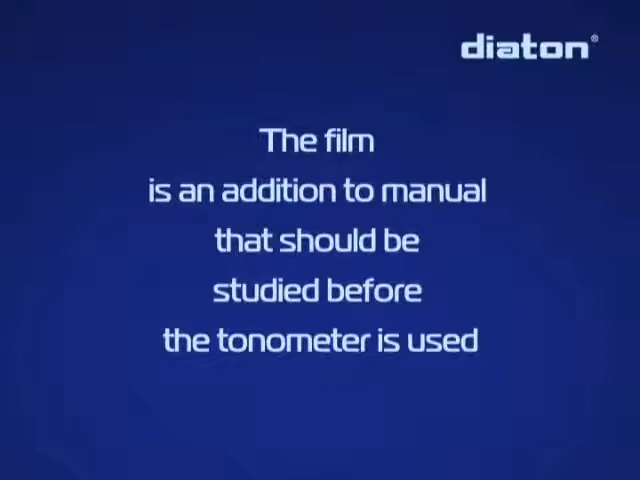 diaton®
The film
is an addition to manual
that should be
studied before
the tonometer is used